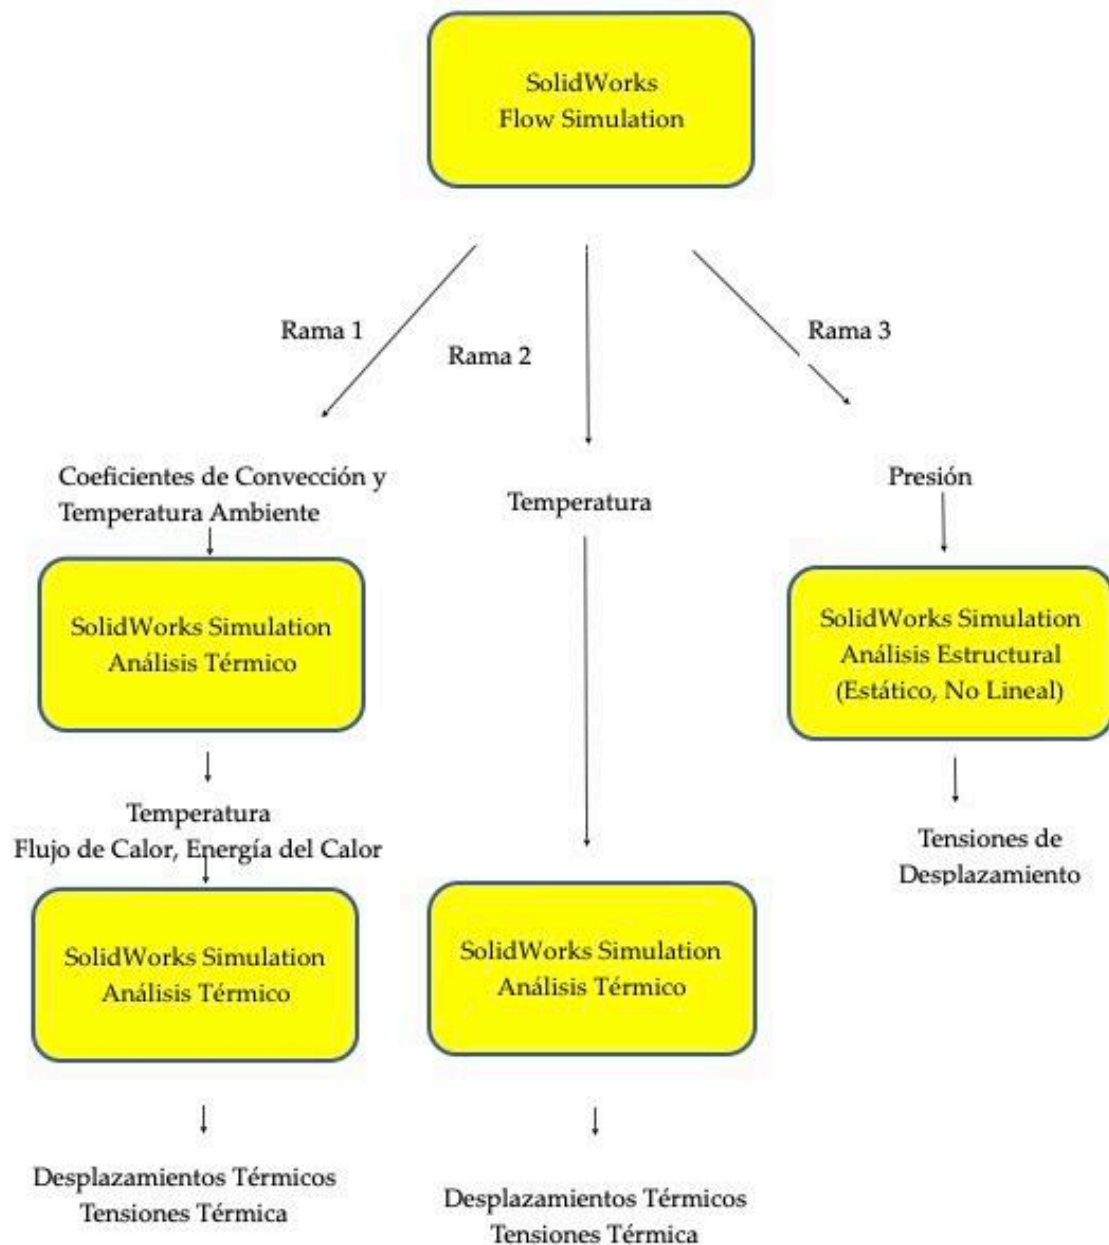 SolidWorks
Flow Simulation
Rama 1
Rama 2
Rama 3
Coeficientes de Convección y
Temperatura Ambiente
Temperatura
Presión
SolidWorks Simulation
Análisis Térmico
SolidWorks Simulation
Análisis Estructural
(Estático, No Lineal)
Temperatura
Flujo de Calor, Energía del Calor
Tensiones de
Desplazamiento
SolidWorks Simulation
Análisis Térmico
SolidWorks Simulation
Análisis Térmico
Desplazamientos Térmicos
Tensiones Térmica
Desplazamientos Térmicos
Tensiones Térmica